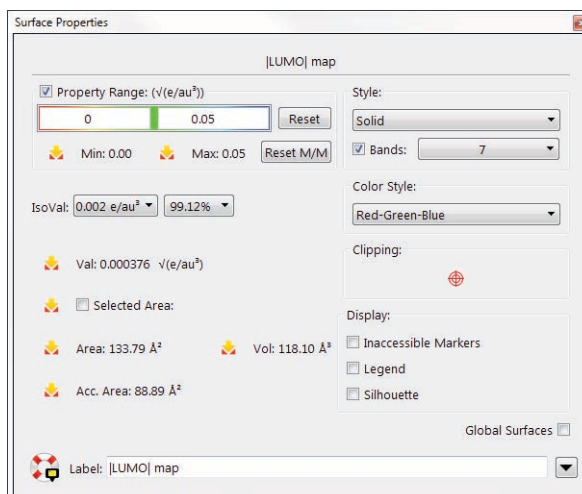 Surface Properties
|LUMO| map
Property Range: (√(e/au³))
0 0.05 Reset
Min: 0.00 Max: 0.05 Reset M/M
Style:
Solid
Bands: 7
IsoVal: 0.002 e/au³ 99.12%
Color Style:
Red-Green-Blue
Val: 0.000376 √(e/au³)
Clipping:
Selected Area:
Area: 133.79 Å² Vol: 118.10 Å³
Acc. Area: 88.89 Å²
Display:
Inaccessible Markers
Legend
Silhouette
Global Surfaces
Label: |LUMO| map